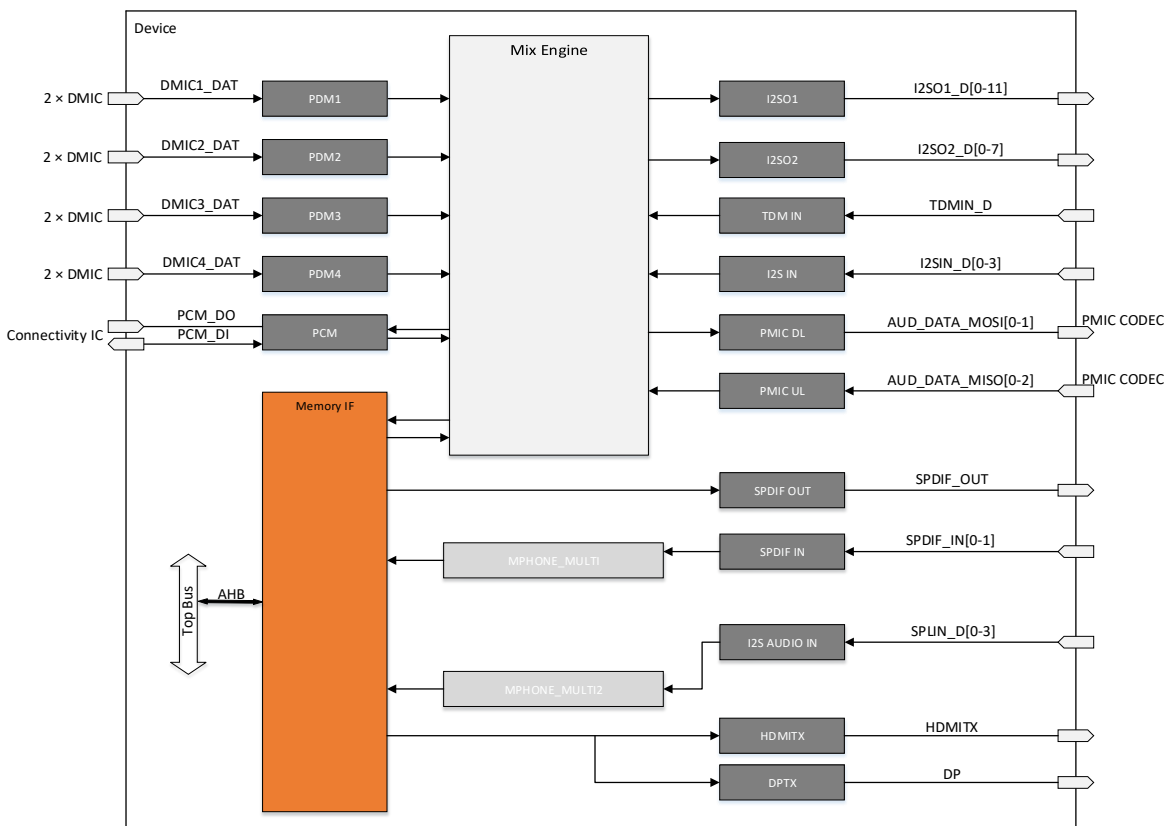 Device
Mix Engine
2 × DMIC
DMIC1_DAT
PDM1
I2SO1
I2SO1_D[0-11]
2 × DMIC
DMIC2_DAT
PDM2
I2SO2
I2SO2_D[0-7]
2 × DMIC
DMIC3_DAT
PDM3
TDM IN
TDMIN_D
2 × DMIC
DMIC4_DAT
PDM4
I2S IN
I2SIN_D[0-3]
Connectivity IC
PCM_DO
PCM_DI
PCM
PMIC DL
AUD_DATA_MOSI[0-1]
PMIC CODEC
PMIC UL
AUD_DATA_MISO[0-2]
PMIC CODEC
Memory IF
SPDIF OUT
SPDIF_OUT
MPHONE_MULTI
SPDIF IN
SPDIF_IN[0-1]
Top Bus
AHB
I2S AUDIO IN
SPLIN_D[0-3]
MPHONE_MULTI2
HDMITX
HDMITX
DPTX
DP